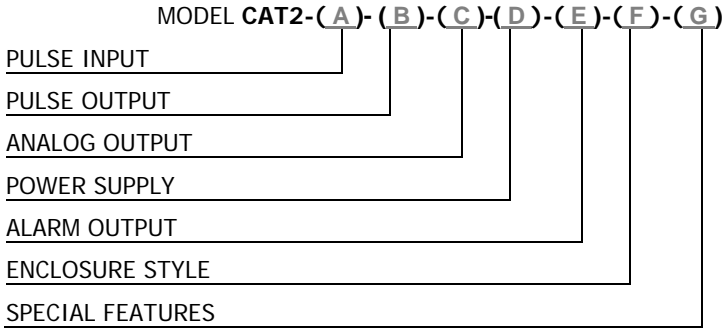 MODEL CAT2-(A)-(B)-(C)-(D)-(E)-(F)-(G)
PULSE INPUT
PULSE OUTPUT
ANALOG OUTPUT
POWER SUPPLY
ALARM OUTPUT
ENCLOSURE STYLE
SPECIAL FEATURES